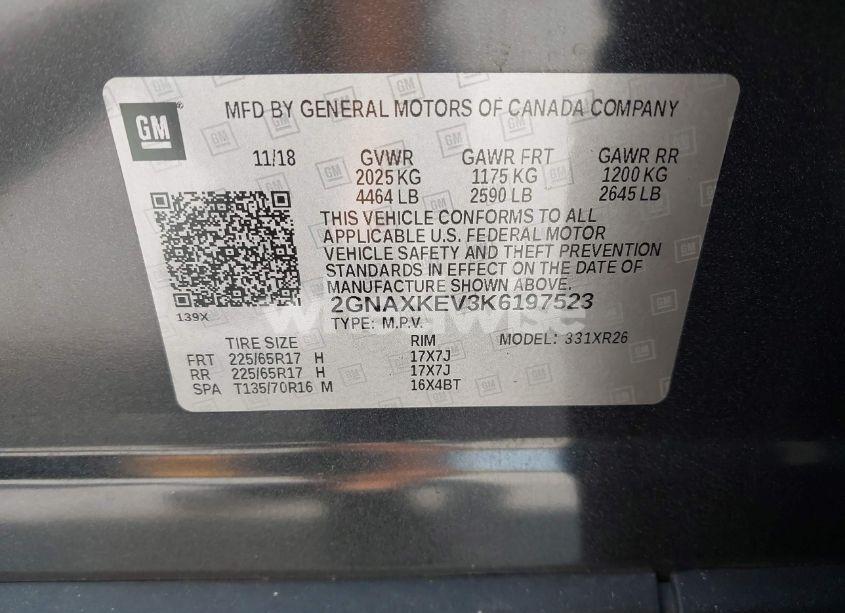 GM
MFD BY GENERAL MOTORS OF CANADA COMPANY
11/18 GVWR GAWR FRT GAWR RR
2025 KG 1175 KG 1200 KG
4464 LB 2590 LB 2645 LB
THIS VEHICLE CONFORMS TO ALL
APPLICABLE U.S. FEDERAL MOTOR
VEHICLE SAFETY AND THEFT PREVENTION
STANDARDS IN EFFECT ON THE DATE OF
MANUFACTURE SHOWN ABOVE.
139X
2GNAXKEV3K6197523
TYPE: M.P.V. MODEL: 331XR26
TIRE SIZE RIM
FRT 225/65R17 H 17X7J
RR 225/65R17 H 17X7J
SPA T135/70R16 M 16X4BT